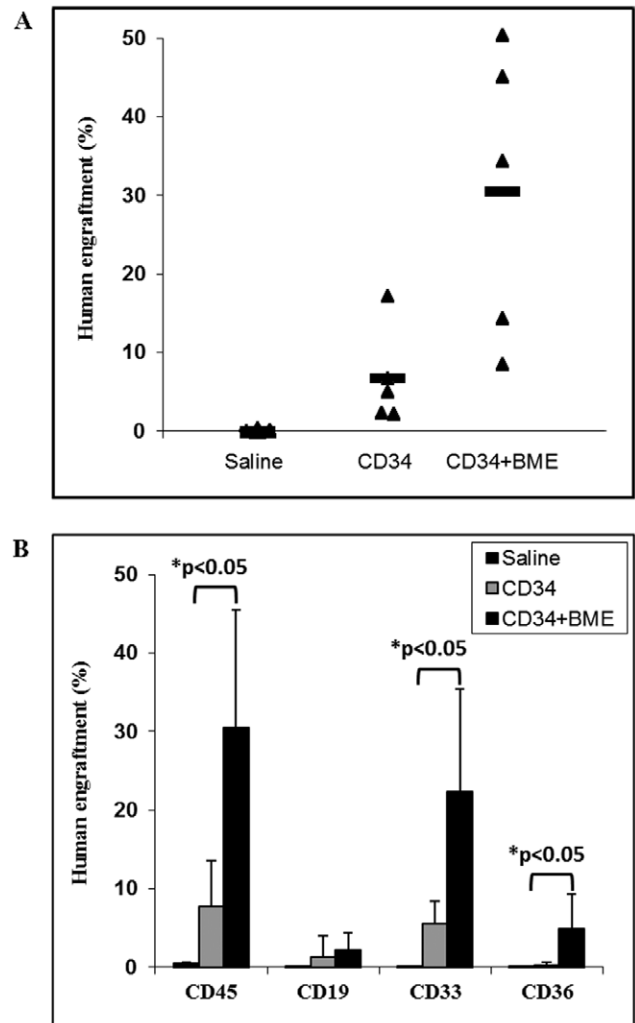 A
Human engraftment (%)
50
40
30
20
10
0
Saline CD34 CD34+BME
B
Human engraftment (%)
50
40
30
20
10
0
*p<0.05
*p<0.05
*p<0.05
Saline
CD34
CD34+BME
CD45 CD19 CD33 CD36